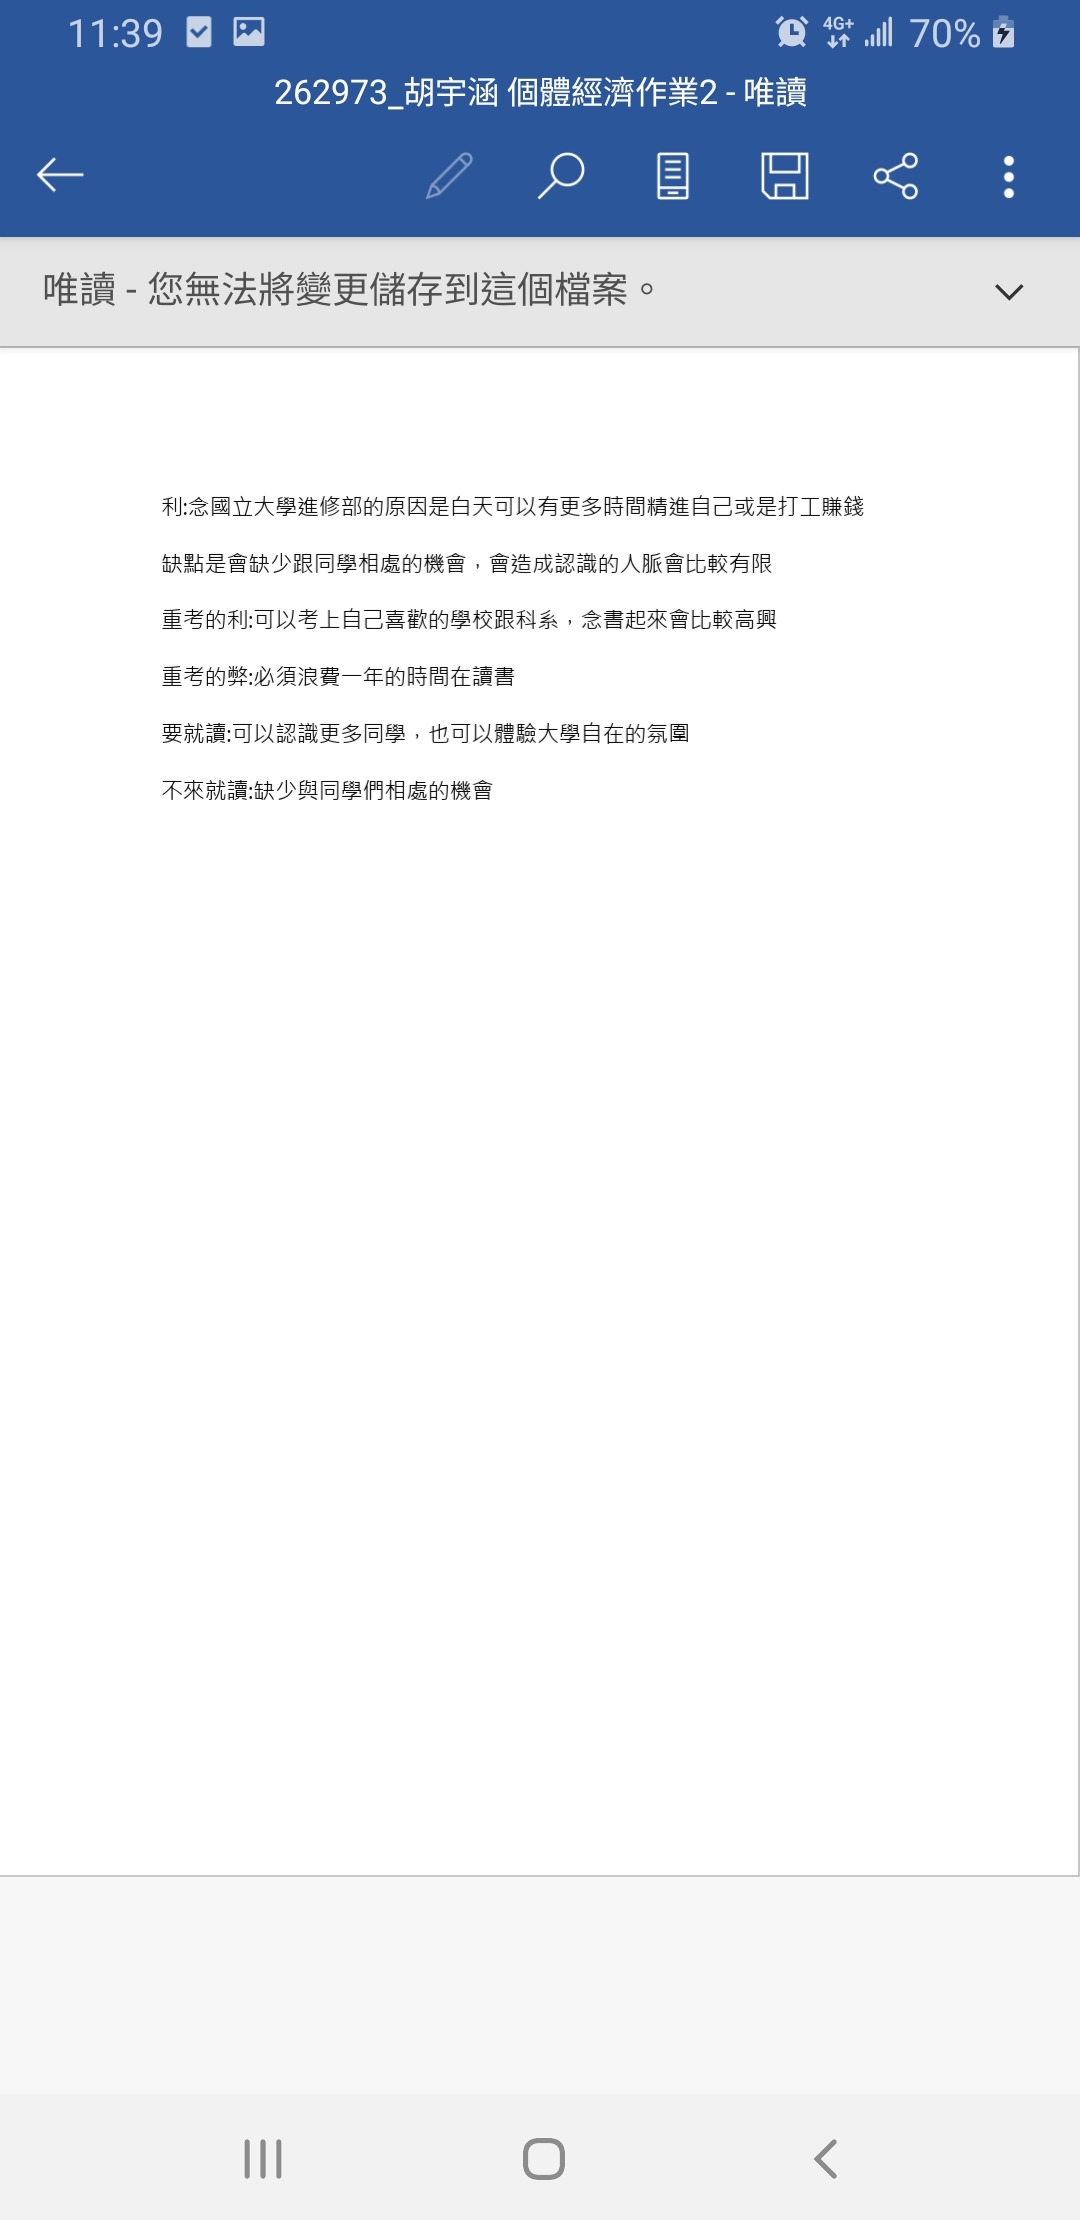 11:39
4G+ 70%
262973_胡宇涵 個體經濟作業2 - 唯讀
唯讀 - 您無法將變更儲存到這個檔案。
利:念國立大學進修部的原因是白天可以有更多時間精進自己或是打工賺錢
缺點是會缺少跟同學相處的機會，會造成認識的人脈會比較有限
重考的利:可以考上自己喜歡的學校跟科系，念書起來會比較高興
重考的弊:必須浪費一年的時間在讀書
要就讀:可以認識更多同學，也可以體驗大學自在的氛圍
不來就讀:缺少與同學們相處的機會